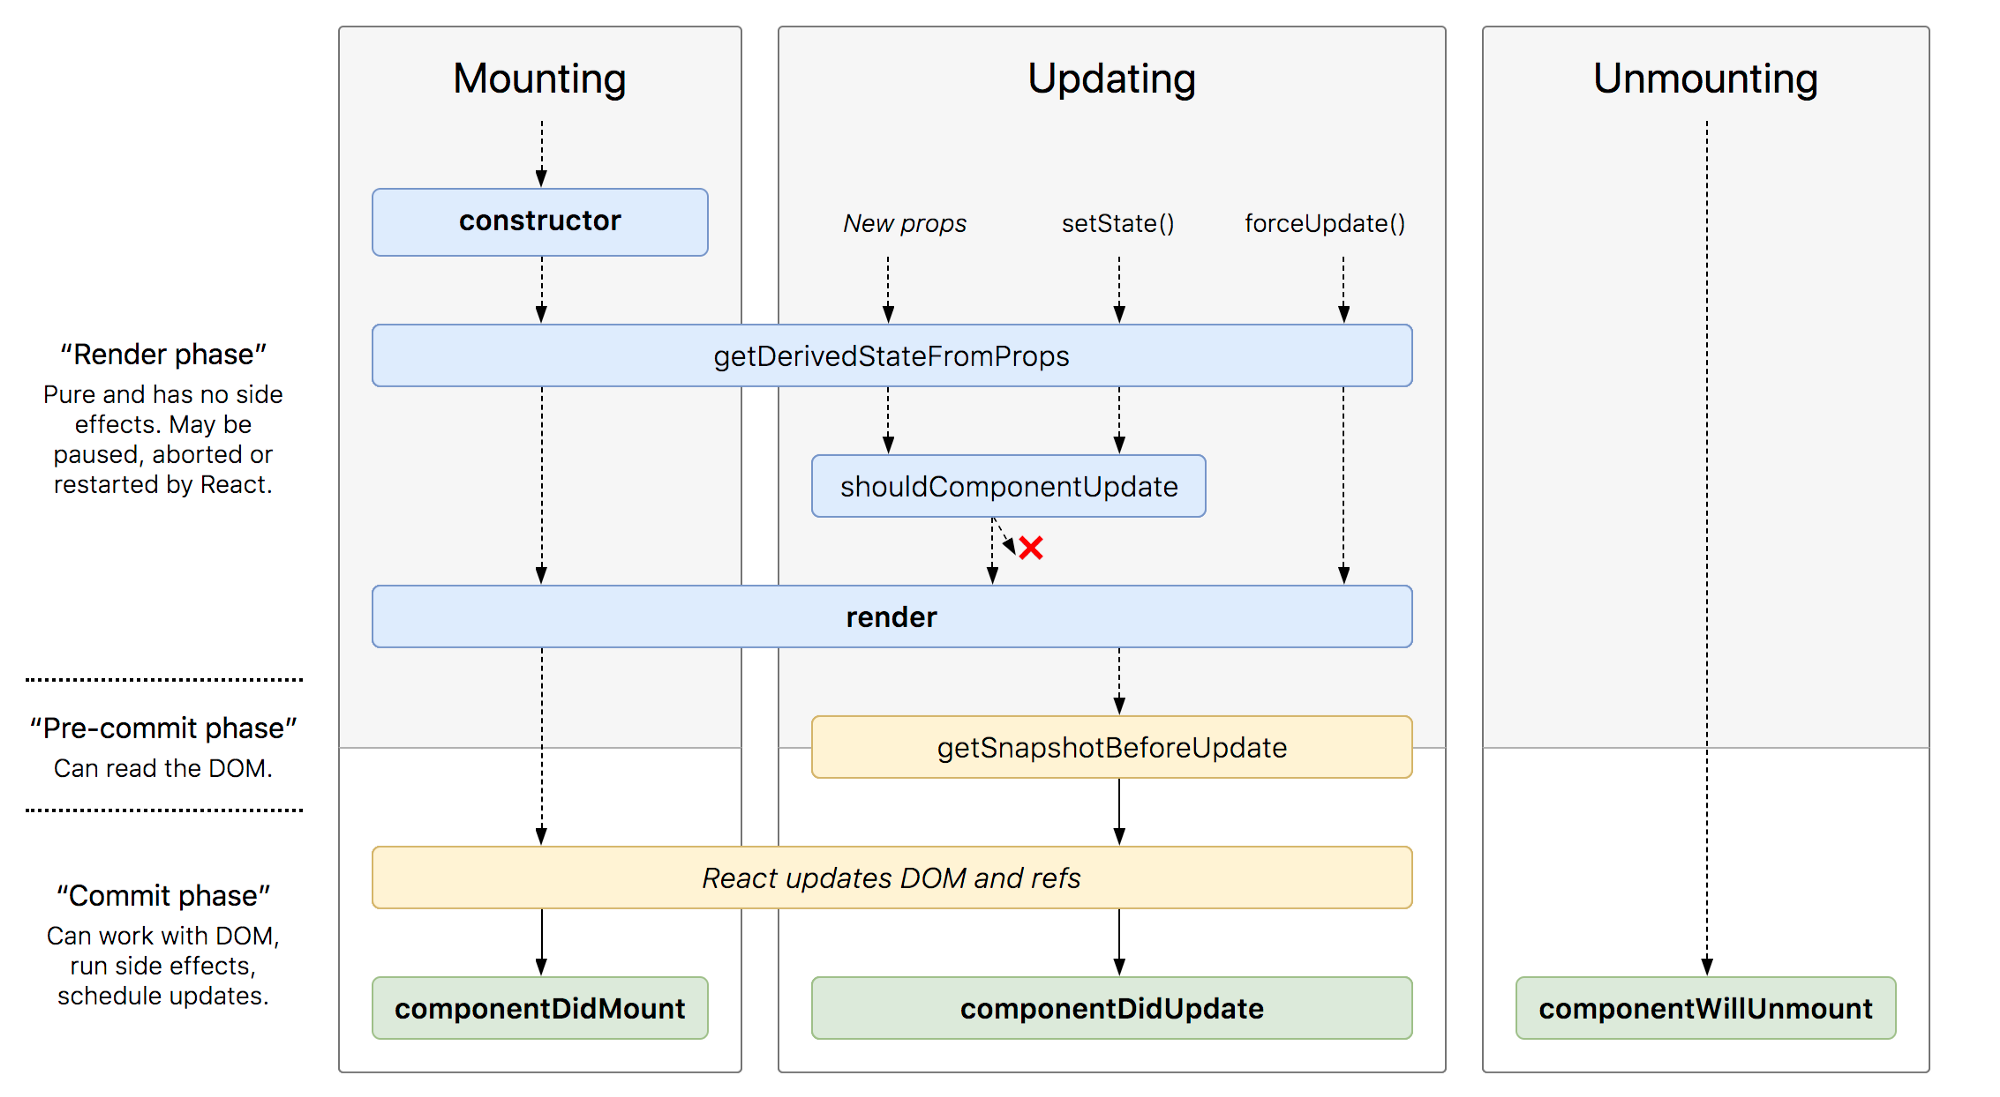 Mounting
Updating
Unmounting
constructor
New props
setState()
forceUpdate()
“Render phase”
Pure and has no side
effects. May be
paused, aborted or
restarted by React.
getDerivedStateFromProps
shouldComponentUpdate
render
“Pre-commit phase”
Can read the DOM.
getSnapshotBeforeUpdate
“Commit phase”
Can work with DOM,
run side effects,
schedule updates.
React updates DOM and refs
componentDidMount
componentDidUpdate
componentWillUnmount